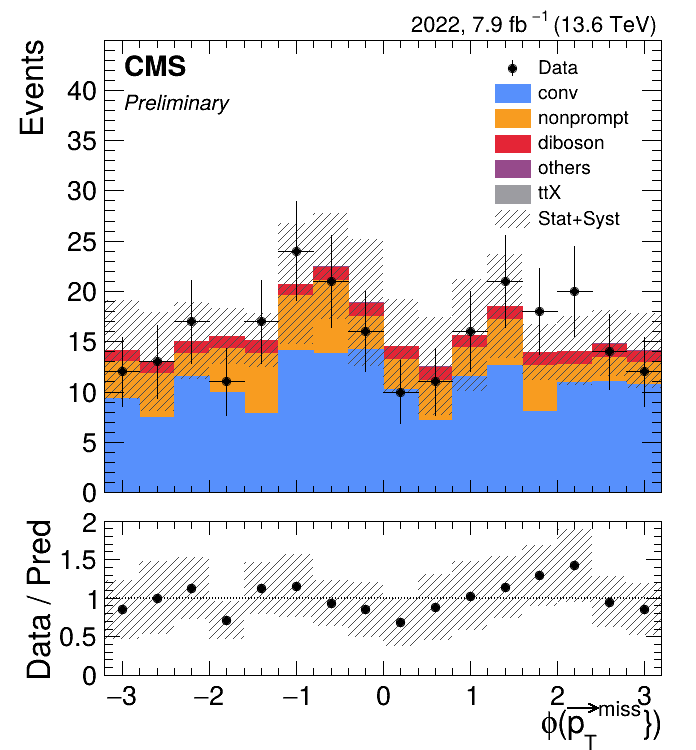 2022, 7.9 fb⁻¹ (13.6 TeV)
CMS
Preliminary
Events
Data
conv
nonprompt
diboson
others
ttX
Stat+Syst
40
35
30
25
20
15
10
5
0
Data / Pred
2
1.5
1
0.5
0
−3 −2 −1 0 1 2 3
ϕ(p⃗_T^miss})